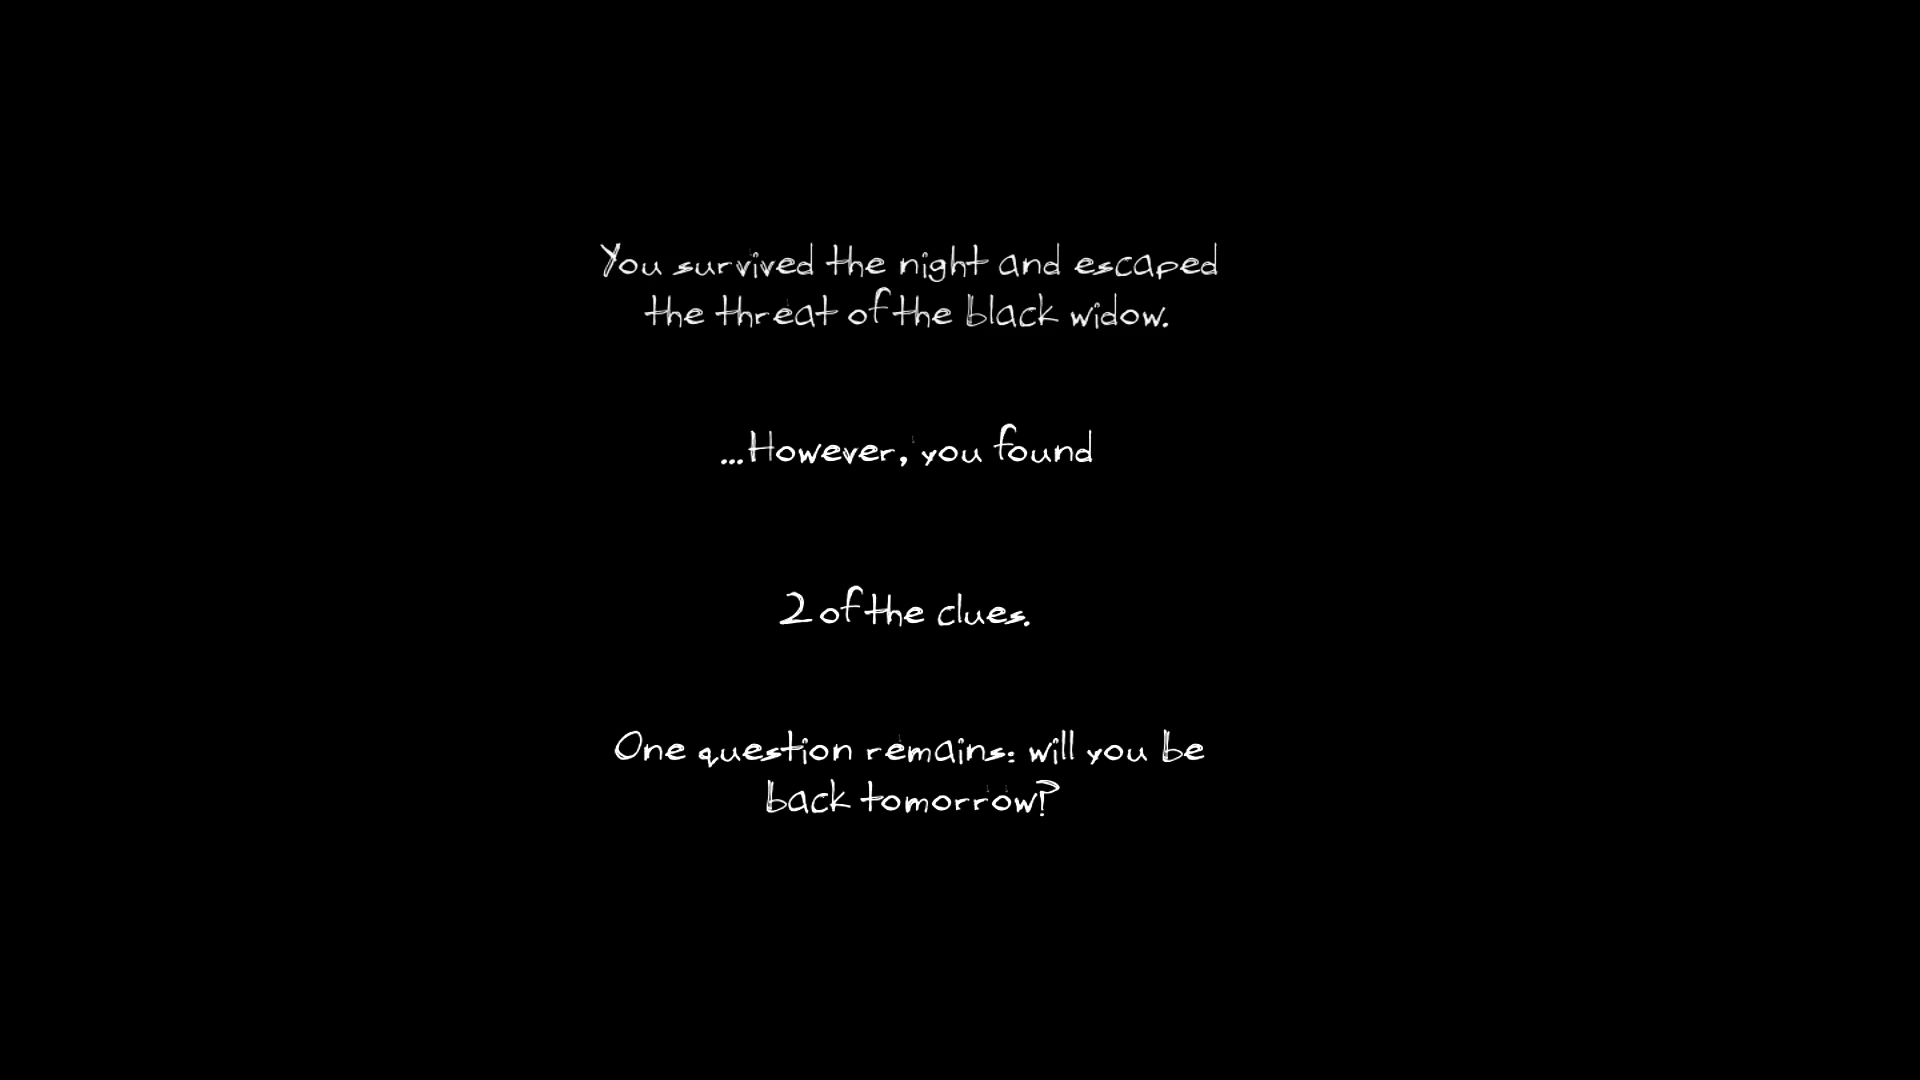 You survived the night and escaped
the threat of the black widow.
...However, you found
2 of the clues.
One question remains: will you be
back tomorrow?